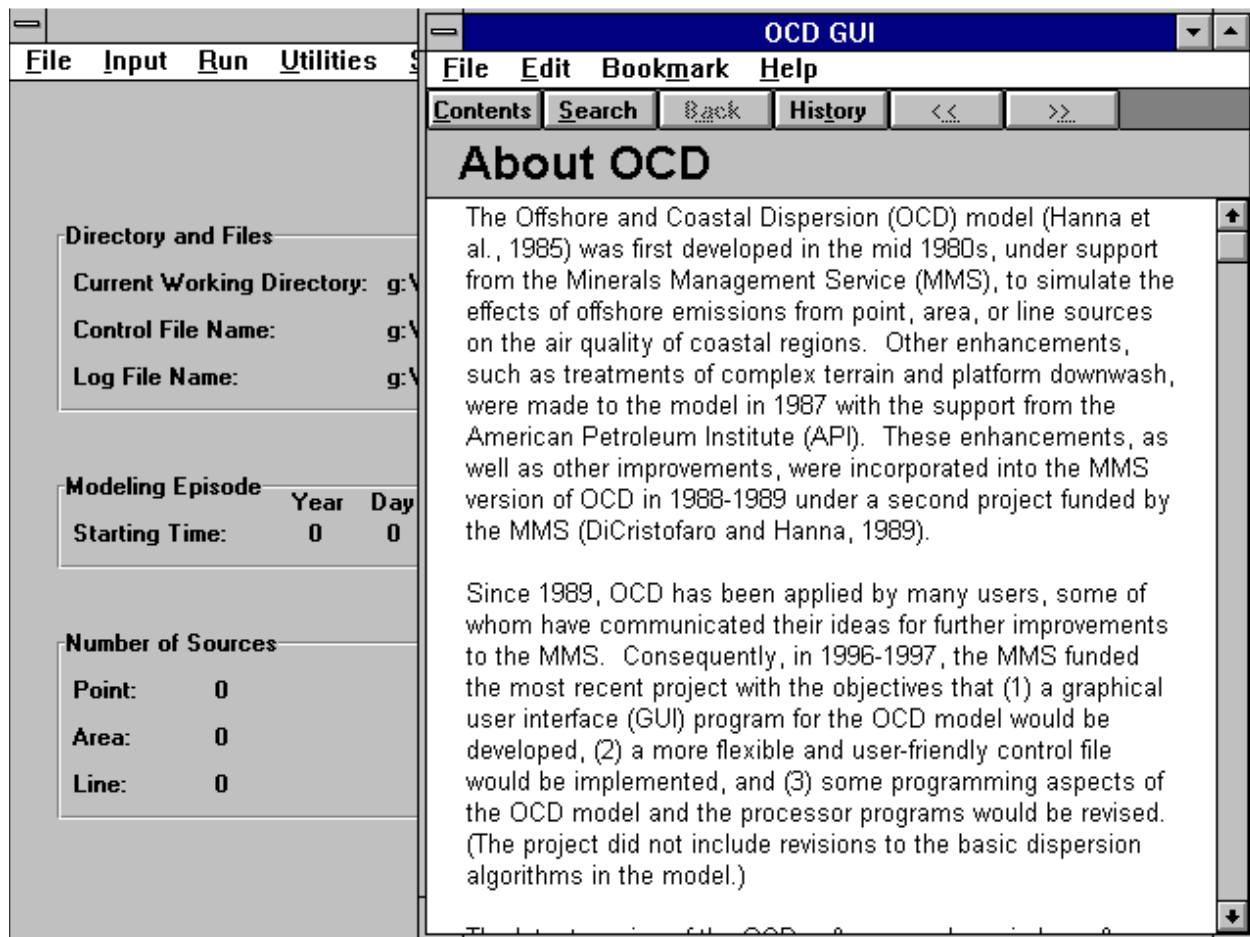 File Input Run Utilities
Directory and Files
Current Working Directory: g:\
Control File Name: g:\
Log File Name: g:\
Modeling Episode
Year Day
Starting Time: 0 0
Number of Sources
Point: 0
Area: 0
Line: 0
OCD GUI
File Edit Bookmark Help
Contents Search Back History << >>
About OCD
The Offshore and Coastal Dispersion (OCD) model (Hanna et
al., 1985) was first developed in the mid 1980s, under support
from the Minerals Management Service (MMS), to simulate the
effects of offshore emissions from point, area, or line sources
on the air quality of coastal regions.  Other enhancements,
such as treatments of complex terrain and platform downwash,
were made to the model in 1987 with the support from the
American Petroleum Institute (API).  These enhancements, as
well as other improvements, were incorporated into the MMS
version of OCD in 1988-1989 under a second project funded by
the MMS (DiCristofaro and Hanna, 1989).
Since 1989, OCD has been applied by many users, some of
whom have communicated their ideas for further improvements
to the MMS.  Consequently, in 1996-1997, the MMS funded
the most recent project with the objectives that (1) a graphical
user interface (GUI) program for the OCD model would be
developed, (2) a more flexible and user-friendly control file
would be implemented, and (3) some programming aspects of
the OCD model and the processor programs would be revised.
(The project did not include revisions to the basic dispersion
algorithms in the model.)